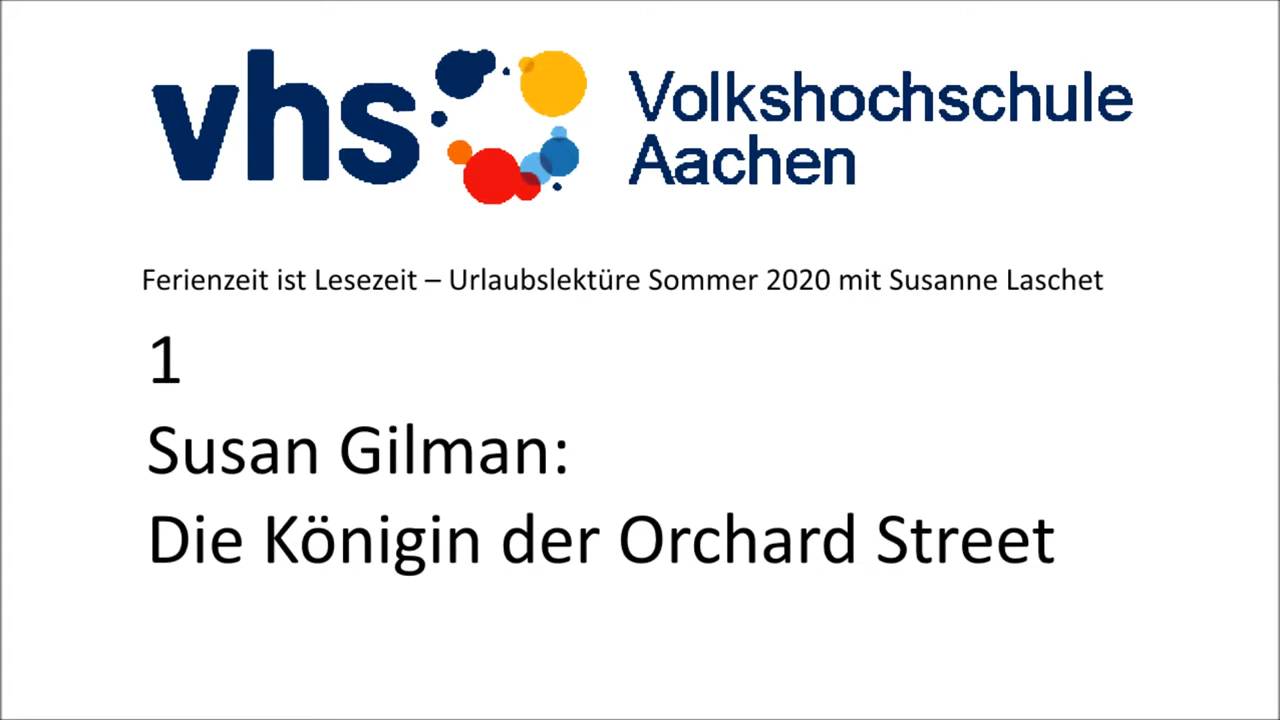 vhs
Volkshochschule
Aachen
Ferienzeit ist Lesezeit – Urlaubslektüre Sommer 2020 mit Susanne Laschet
1
Susan Gilman:
Die Königin der Orchard Street